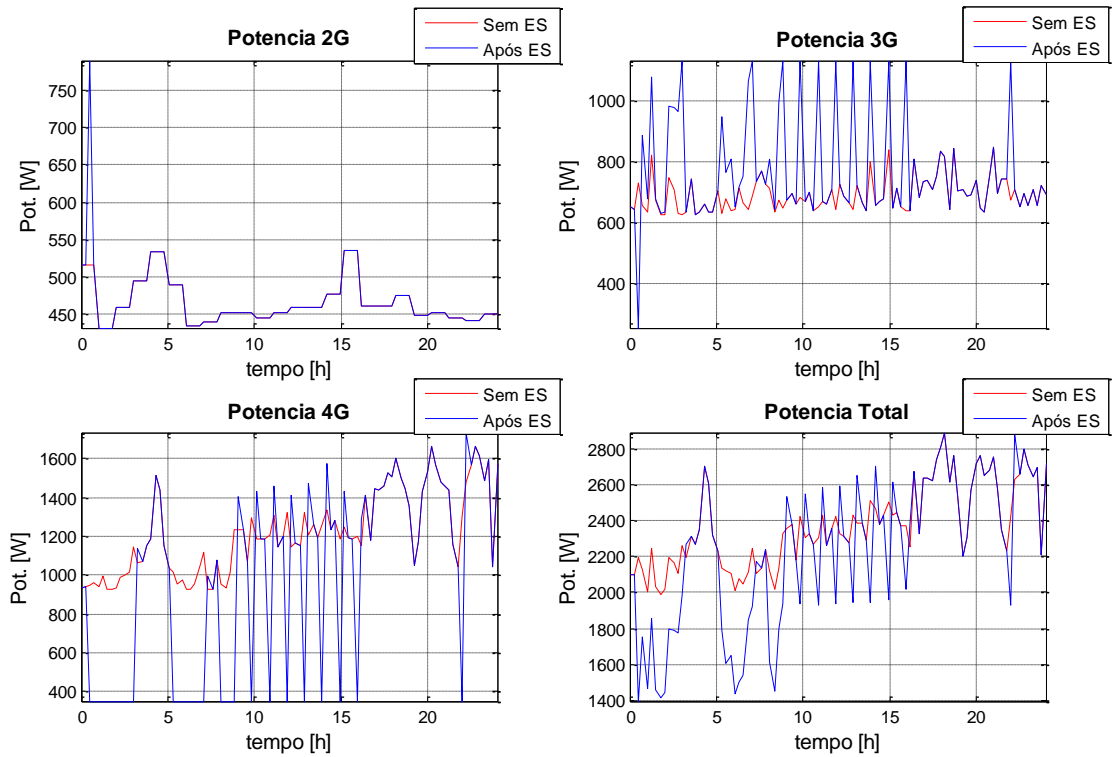 Potencia 2G
Sem ES
Após ES
Pot. [W]
750
700
650
600
550
500
450
0
5
10
15
20
tempo [h]
Potencia 3G
Sem ES
Após ES
Pot. [W]
1000
800
600
400
0
5
10
15
20
tempo [h]
Potencia 4G
Sem ES
Após ES
Pot. [W]
1600
1400
1200
1000
800
600
400
0
5
10
15
20
tempo [h]
Potencia Total
Sem ES
Após ES
Pot. [W]
2800
2600
2400
2200
2000
1800
1600
1400
0
5
10
15
20
tempo [h]